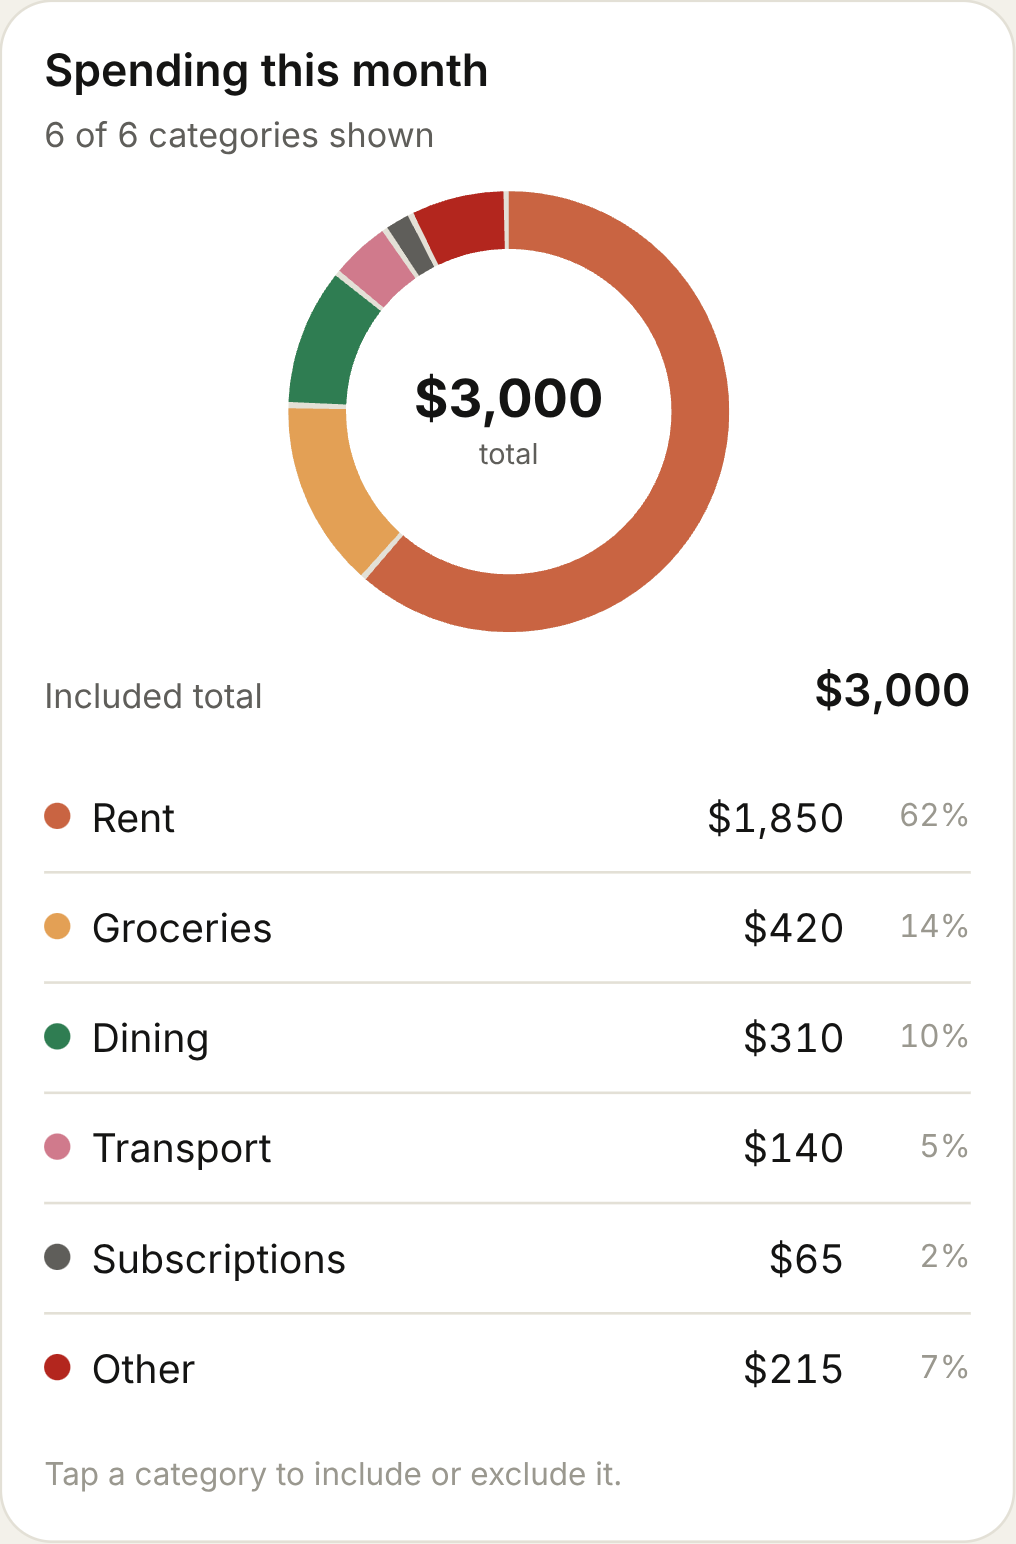 Spending this month
6 of 6 categories shown
$3,000
total
Included total $3,000
Rent $1,850 62%
Groceries $420 14%
Dining $310 10%
Transport $140 5%
Subscriptions $65 2%
Other $215 7%
Tap a category to include or exclude it.